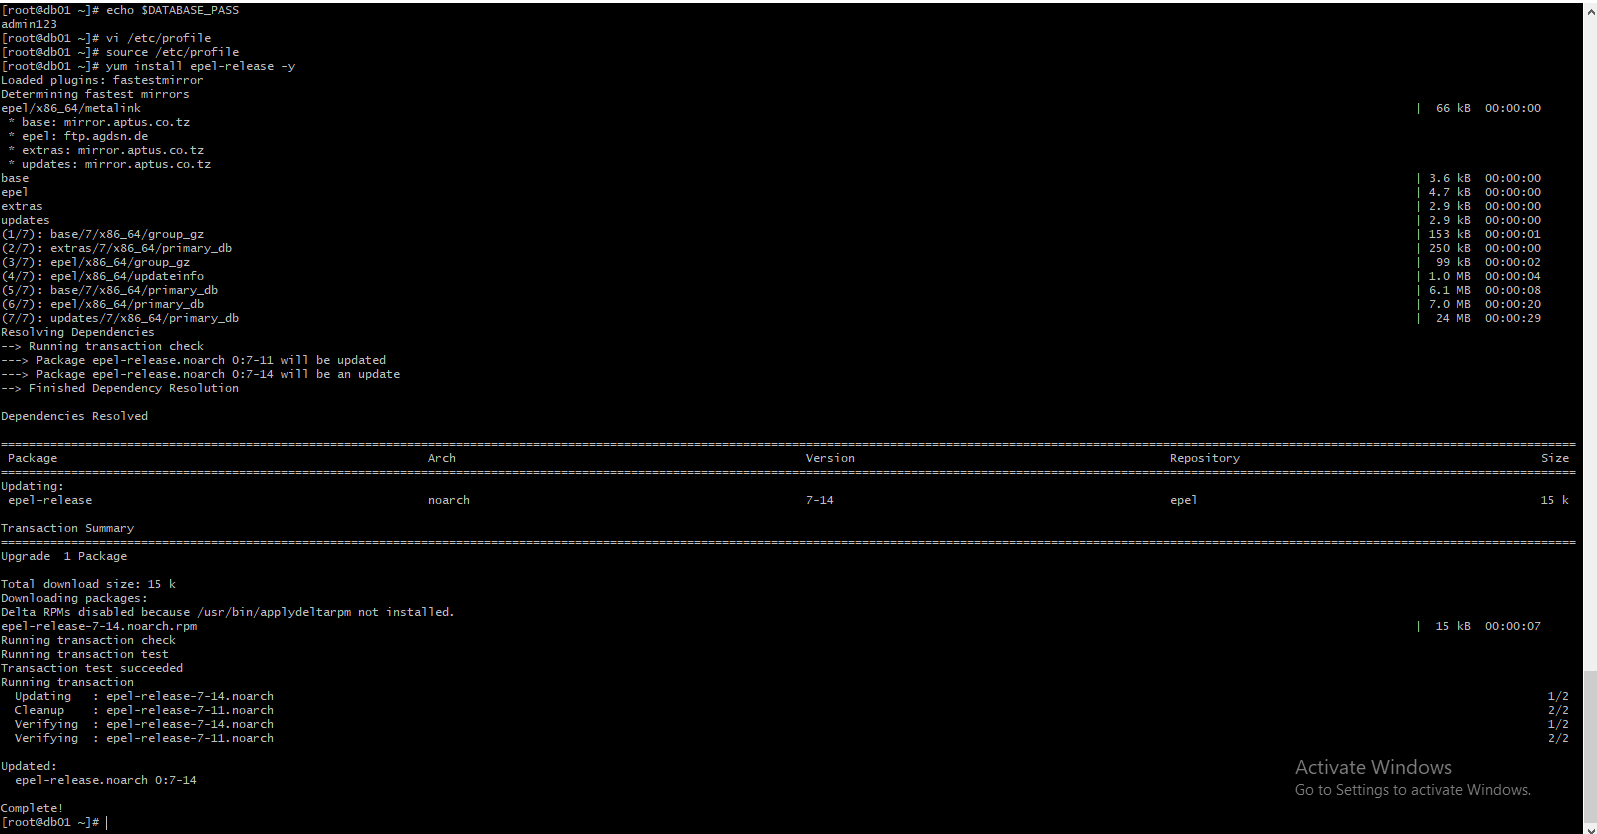 [root@db01 ~]# echo $DATABASE_PASS
admin123
[root@db01 ~]# vi /etc/profile
[root@db01 ~]# source /etc/profile
[root@db01 ~]# yum install epel-release -y
Loaded plugins: fastestmirror
Determining fastest mirrors
epel/x86_64/metalink | 66 kB 00:00:00
* base: mirror.aptus.co.tz
* epel: ftp.agdsn.de
* extras: mirror.aptus.co.tz
* updates: mirror.aptus.co.tz
base | 3.6 kB 00:00:00
epel | 4.7 kB 00:00:00
extras | 2.9 kB 00:00:00
updates | 2.9 kB 00:00:00
(1/7): base/7/x86_64/group_gz | 153 kB 00:00:01
(2/7): extras/7/x86_64/primary_db | 250 kB 00:00:00
(3/7): epel/x86_64/group_gz | 99 kB 00:00:02
(4/7): epel/x86_64/updateinfo | 1.0 MB 00:00:04
(5/7): base/7/x86_64/primary_db | 6.1 MB 00:00:08
(6/7): epel/x86_64/primary_db | 7.0 MB 00:00:20
(7/7): updates/7/x86_64/primary_db | 24 MB 00:00:29
Resolving Dependencies
--> Running transaction check
---> Package epel-release.noarch 0:7-11 will be updated
---> Package epel-release.noarch 0:7-14 will be an update
--> Finished Dependency Resolution
Dependencies Resolved
Package Arch Version Repository Size
Updating:
epel-release noarch 7-14 epel 15 k
Transaction Summary
Upgrade 1 Package
Total download size: 15 k
Downloading packages:
Delta RPMs disabled because /usr/bin/applydeltarpm not installed.
epel-release-7-14.noarch.rpm | 15 kB 00:00:07
Running transaction check
Running transaction test
Transaction test succeeded
Running transaction
Updating : epel-release-7-14.noarch 1/2
Cleanup : epel-release-7-11.noarch 2/2
Verifying : epel-release-7-14.noarch 1/2
Verifying : epel-release-7-11.noarch 2/2
Updated:
epel-release.noarch 0:7-14
Complete!
[root@db01 ~]#
Activate Windows
Go to Settings to activate Windows.